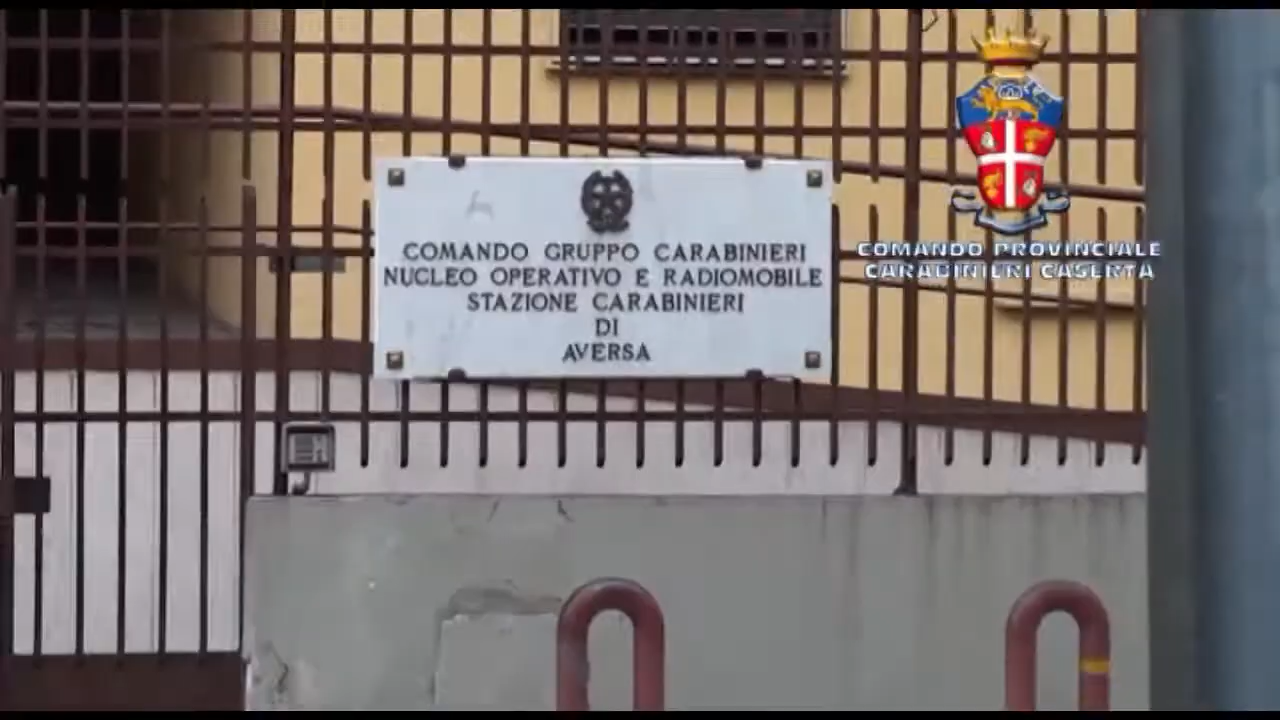 COMANDO GRUPPO CARABINIERI
NUCLEO OPERATIVO E RADIOMOBILE
STAZIONE CARABINIERI
DI
AVERSA
COMANDO PROVINCIALE
CARABINIERI CASERTA